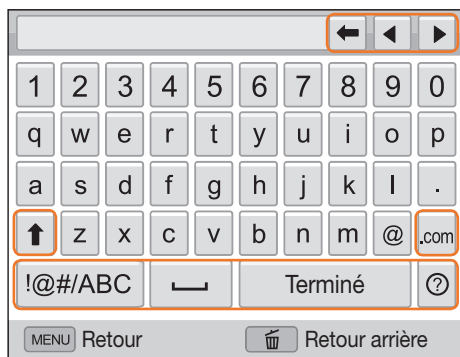 1 2 3 4 5 6 7 8 9 0
q w e r t y u i o p
a s d f g h j k l .
z x c v b n m @ .com
!@#/ABC Terminé ?
MENU Retour Retour arrière